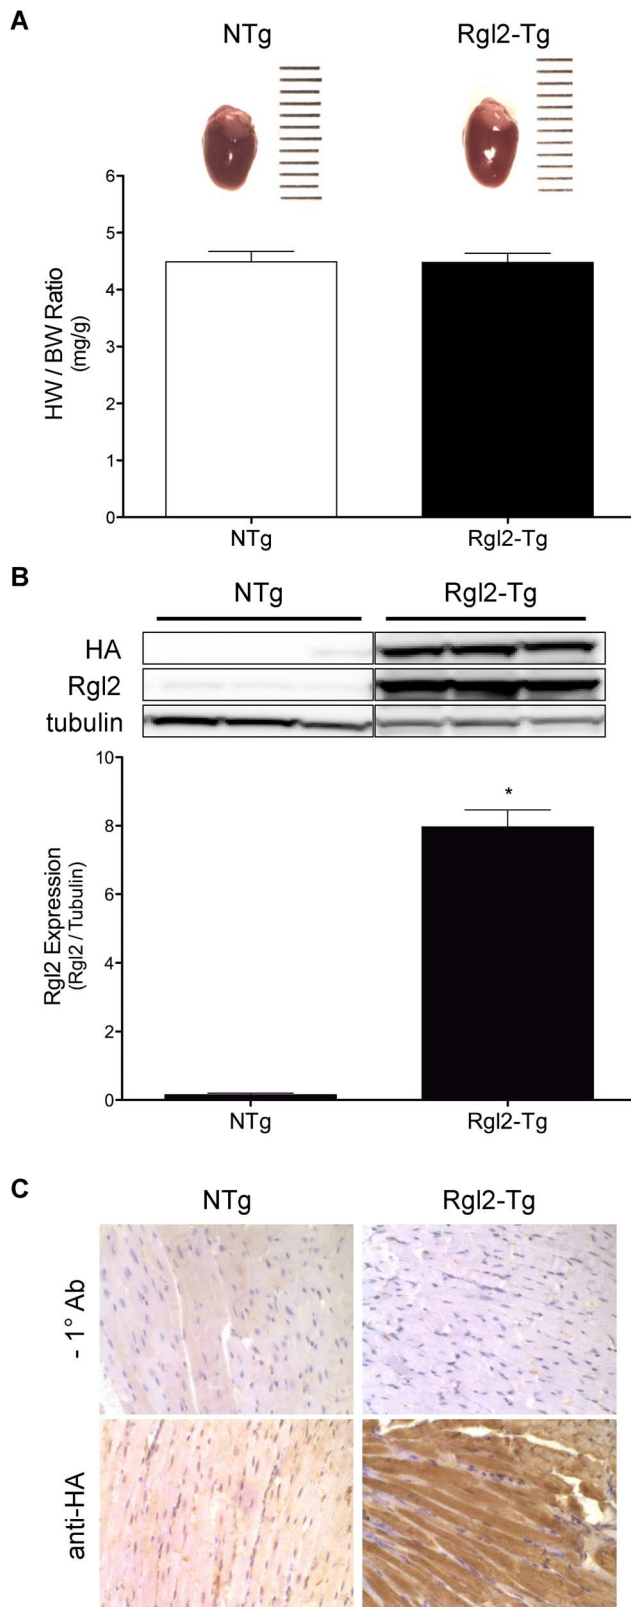 A
NTg Rgl2-Tg
6
5
4
3
2
1
0
HW / BW Ratio
(mg/g)
NTg Rgl2-Tg
B
NTg Rgl2-Tg
HA
Rgl2
tubulin
10
8
6
4
2
0
Rgl2 Expression
(Rgl2 / Tubulin)
*
NTg Rgl2-Tg
C
NTg Rgl2-Tg
- 1° Ab
anti-HA